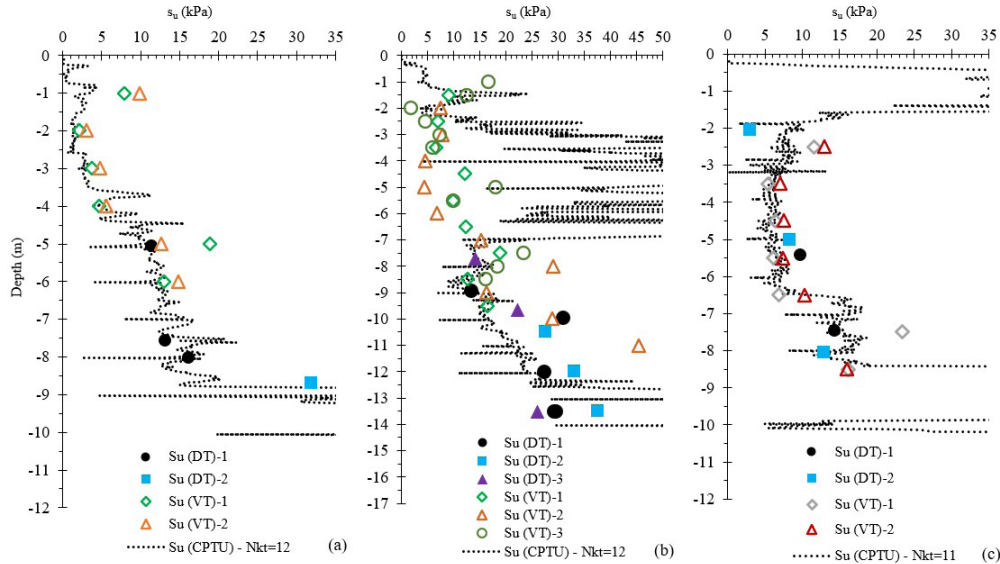 su (kPa)
0 5 10 15 20 25 30 35
Depth (m)
0
-1
-2
-3
-4
-5
-6
-7
-8
-9
-10
-11
-12
Su (DT)-1
Su (DT)-2
Su (VT)-1
Su (VT)-2
Su (CPTU) - Nkt=12
(a)
su (kPa)
0 5 10 15 20 25 30 35 40 45 50
0
-1
-2
-3
-4
-5
-6
-7
-8
-9
-10
-11
-12
-13
-14
-15
-16
-17
Su (DT)-1
Su (DT)-2
Su (DT)-3
Su (VT)-1
Su (VT)-2
Su (VT)-3
Su (CPTU) - Nkt=12
(b)
su (kPa)
0 5 10 15 20 25 30 35
0
-1
-2
-3
-4
-5
-6
-7
-8
-9
-10
-11
-12
Su (DT)-1
Su (DT)-2
Su (VT)-1
Su (VT)-2
Su (CPTU) - Nkt=11
(c)